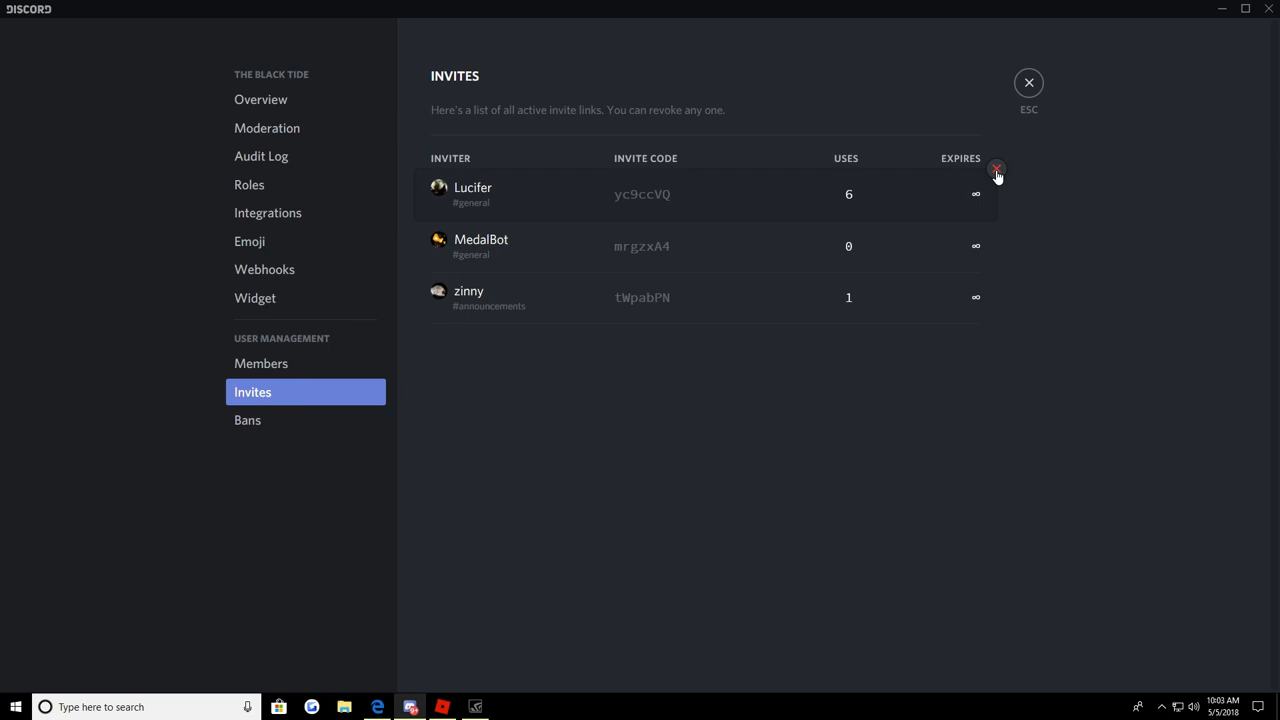 DISCORD
THE BLACK TIDE
Overview
Moderation
Audit Log
Roles
Integrations
Emoji
Webhooks
Widget
USER MANAGEMENT
Members
Invites
Bans
INVITES
ESC
Here's a list of all active invite links. You can revoke any one.
INVITER INVITE CODE USES EXPIRES
Lucifer yc9ccVQ 6 ∞
#general
MedalBot mrgzxA4 0 ∞
#general
zinny tWpabPN 1 ∞
#announcements
Type here to search
10:03 AM
5/5/2018